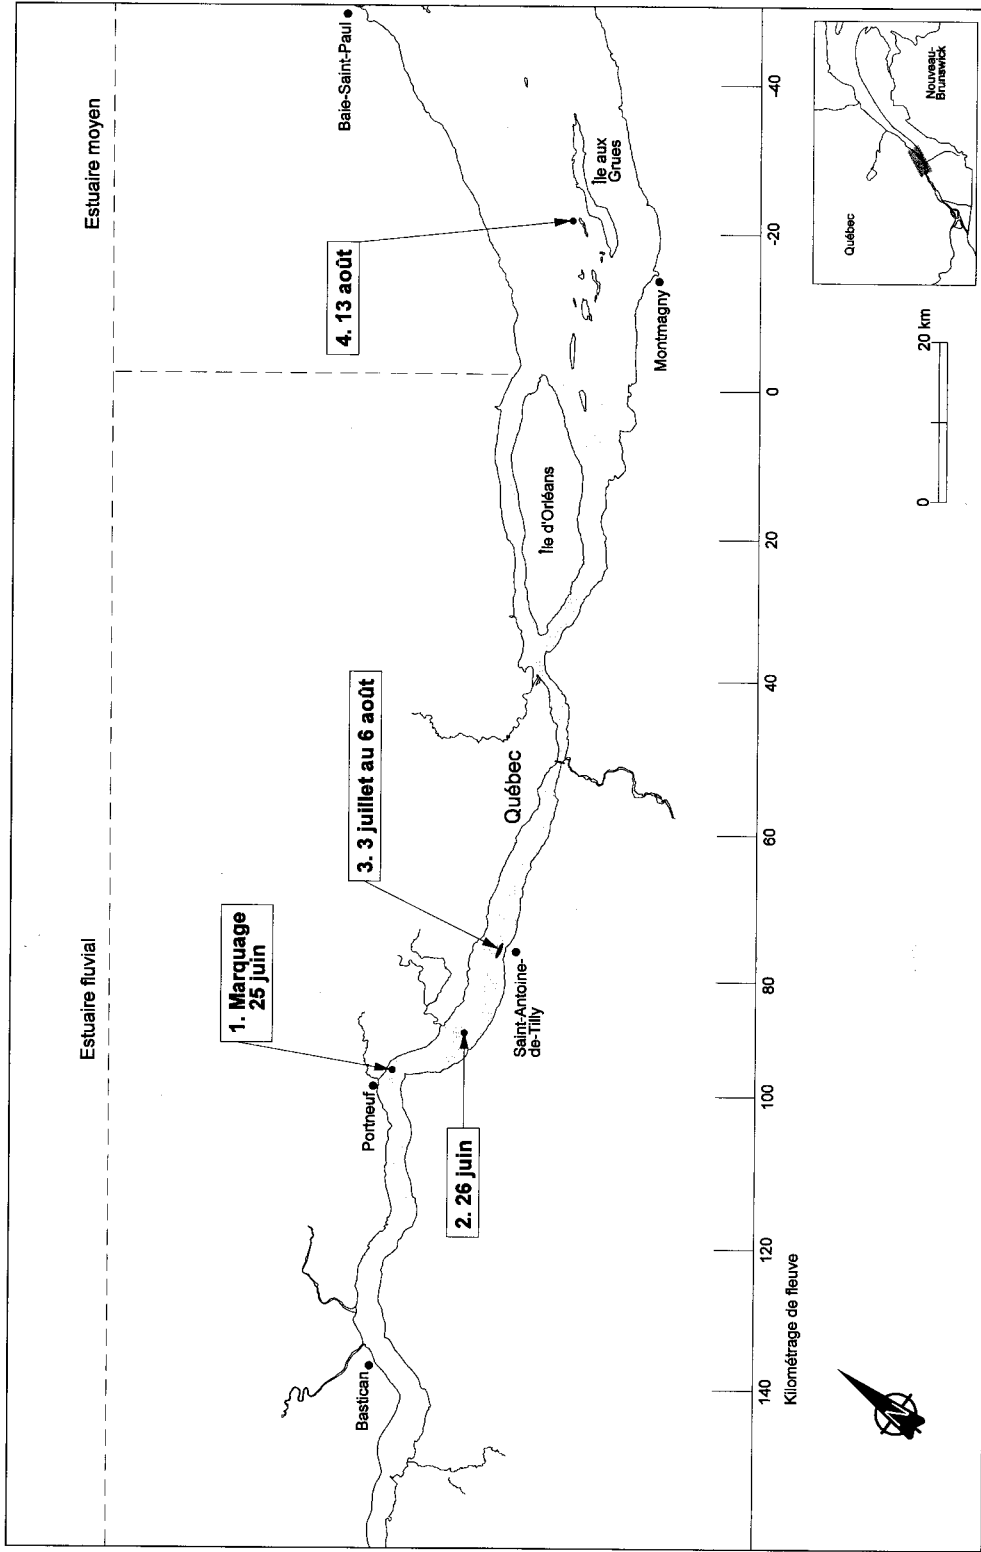 Estuaire fluvial
Estuaire moyen
1. Marquage
25 juin
2. 26 juin
3. 3 juillet au 6 août
4. 13 août
Bastican
Portneuf
Saint-Antoine-
de-Tilly
Québec
Île d'Orléans
Montmagny
Île aux
Grues
Baie-Saint-Paul
140
120
100
80
60
40
20
0
-20
-40
Kilométrage de fleuve
N
0
20 km
Québec
Nouveau-
Brunswick